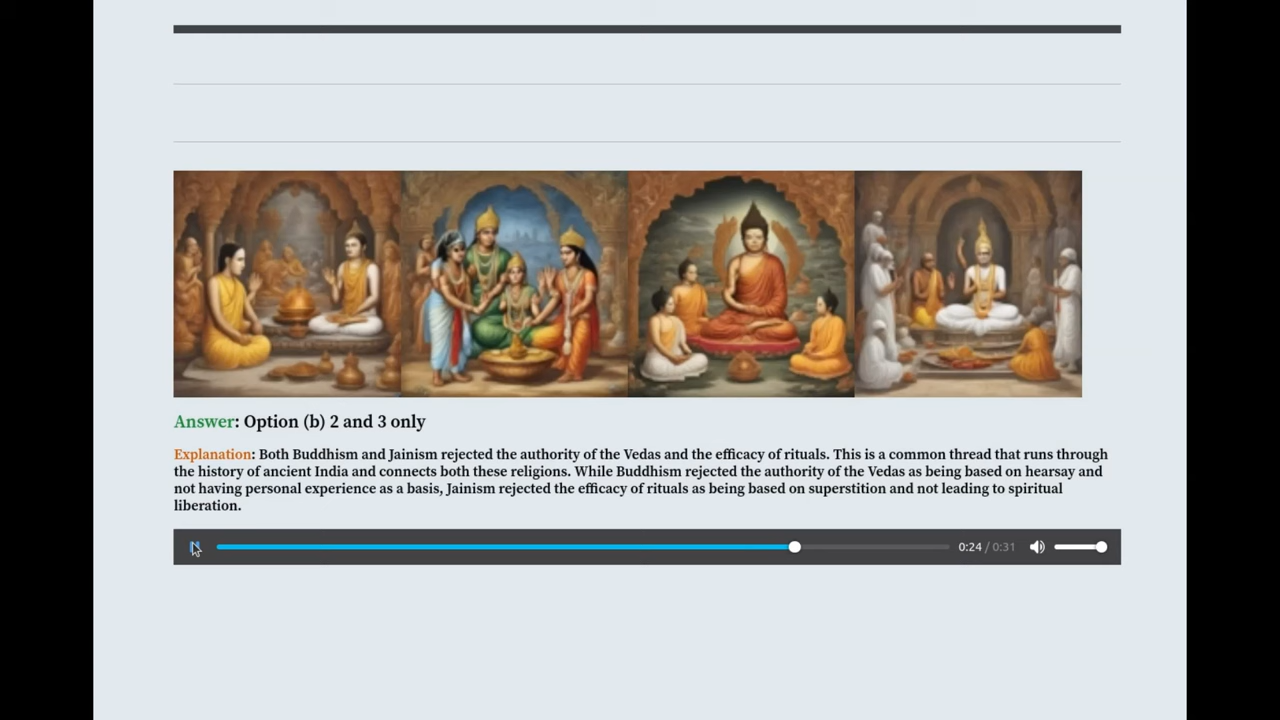 Answer: Option (b) 2 and 3 only
Explanation: Both Buddhism and Jainism rejected the authority of the Vedas and the efficacy of rituals. This is a common thread that runs through
the history of ancient India and connects both these religions. While Buddhism rejected the authority of the Vedas as being based on hearsay and
not having personal experience as a basis, Jainism rejected the efficacy of rituals as being based on superstition and not leading to spiritual
liberation.
0:24 / 0:31